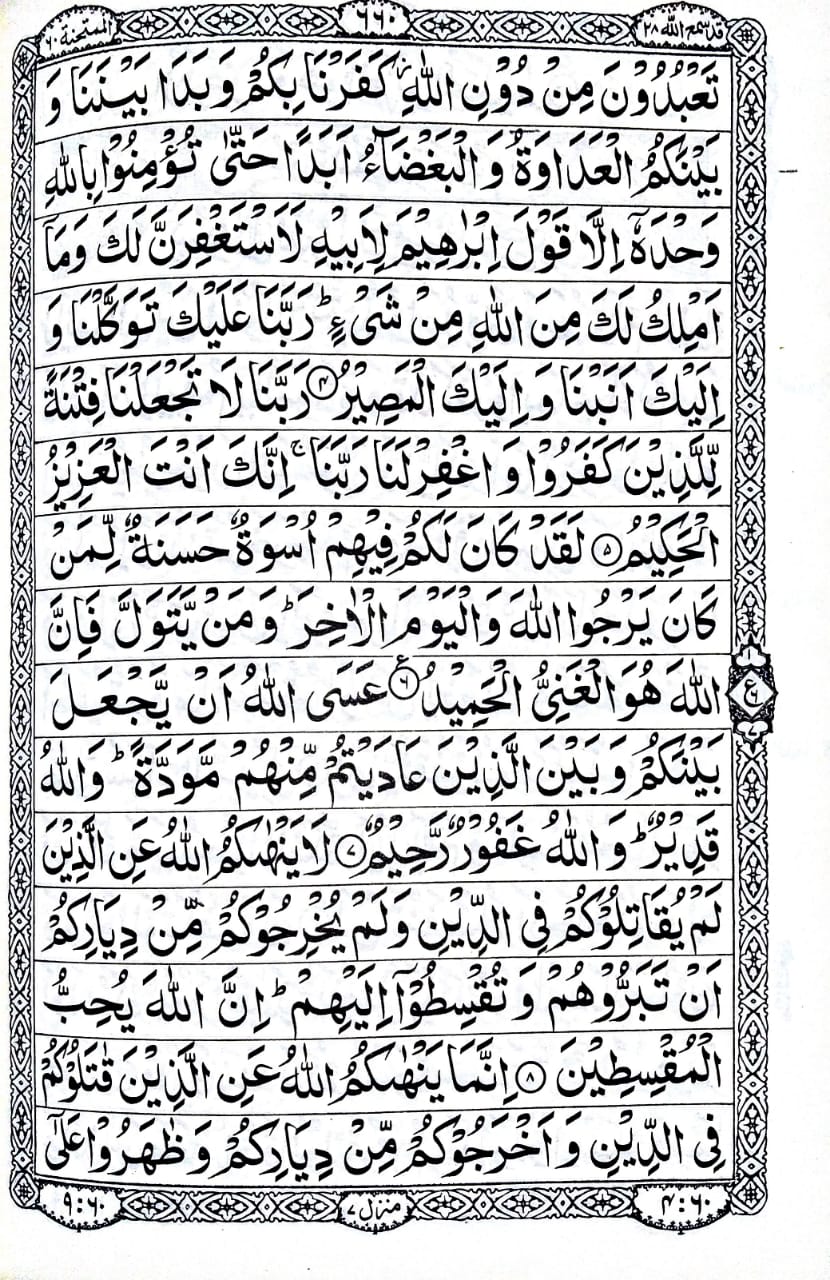 قد سمع الله ٢٨
٦٦٠
الممتحنة ٦٠
تَعْبُدُوْنَ مِنْ دُوْنِ اللّٰهِ ؗ كَفَرْنَا بِكُمْ وَ بَدَا بَيْنَنَا وَ
بَيْنَكُمُ الْعَدَاوَةُ وَ الْبَغْضَآءُ اَبَدًا حَتّٰى تُؤْمِنُوْا بِاللّٰهِ
وَحْدَهٗۤ اِلَّا قَوْلَ اِبْرٰهِيْمَ لِاَبِيْهِ لَاَسْتَغْفِرَنَّ لَكَ وَمَاۤ
اَمْلِكُ لَكَ مِنَ اللّٰهِ مِنْ شَىْءٍ ؕ رَبَّنَا عَلَيْكَ تَوَكَّلْنَا وَ
اِلَيْكَ اَنَبْنَا وَ اِلَيْكَ الْمَصِيْرُ ۝٤ رَبَّنَا لَا تَجْعَلْنَا فِتْنَةً
لِّلَّذِيْنَ كَفَرُوْا وَ اغْفِرْ لَنَا رَبَّنَا ۚ اِنَّكَ اَنْتَ الْعَزِيْزُ
الْحَكِيْمُ ۝٥ لَقَدْ كَانَ لَكُمْ فِيْهِمْ اُسْوَةٌ حَسَنَةٌ لِّمَنْ
كَانَ يَرْجُوا اللّٰهَ وَالْيَوْمَ الْاٰخِرَ ؕ وَ مَنْ يَّتَوَلَّ فَاِنَّ
اللّٰهَ هُوَ الْغَنِىُّ الْحَمِيْدُ ۝٦ ع عَسَى اللّٰهُ اَنْ يَّجْعَلَ
١
ع ٦
٧
بَيْنَكُمْ وَ بَيْنَ الَّذِيْنَ عَادَيْتُمْ مِّنْهُمْ مَّوَدَّةً ؕ وَاللّٰهُ
قَدِيْرٌ ؕ وَ اللّٰهُ غَفُوْرٌ رَّحِيْمٌ ۝٧ لَا يَنْهٰىكُمُ اللّٰهُ عَنِ الَّذِيْنَ
لَمْ يُقَاتِلُوْكُمْ فِى الدِّيْنِ وَلَمْ يُخْرِجُوْكُمْ مِّنْ دِيَارِكُمْ
اَنْ تَبَرُّوْهُمْ وَ تُقْسِطُوْۤا اِلَيْهِمْ ؕ اِنَّ اللّٰهَ يُحِبُّ
الْمُقْسِطِيْنَ ۝٨ اِنَّمَا يَنْهٰىكُمُ اللّٰهُ عَنِ الَّذِيْنَ قٰتَلُوْكُمْ
فِى الدِّيْنِ وَ اَخْرَجُوْكُمْ مِّنْ دِيَارِكُمْ وَ ظٰهَرُوْا عَلٰۤى
٤:٦٠
منزل ٧
٩:٦٠